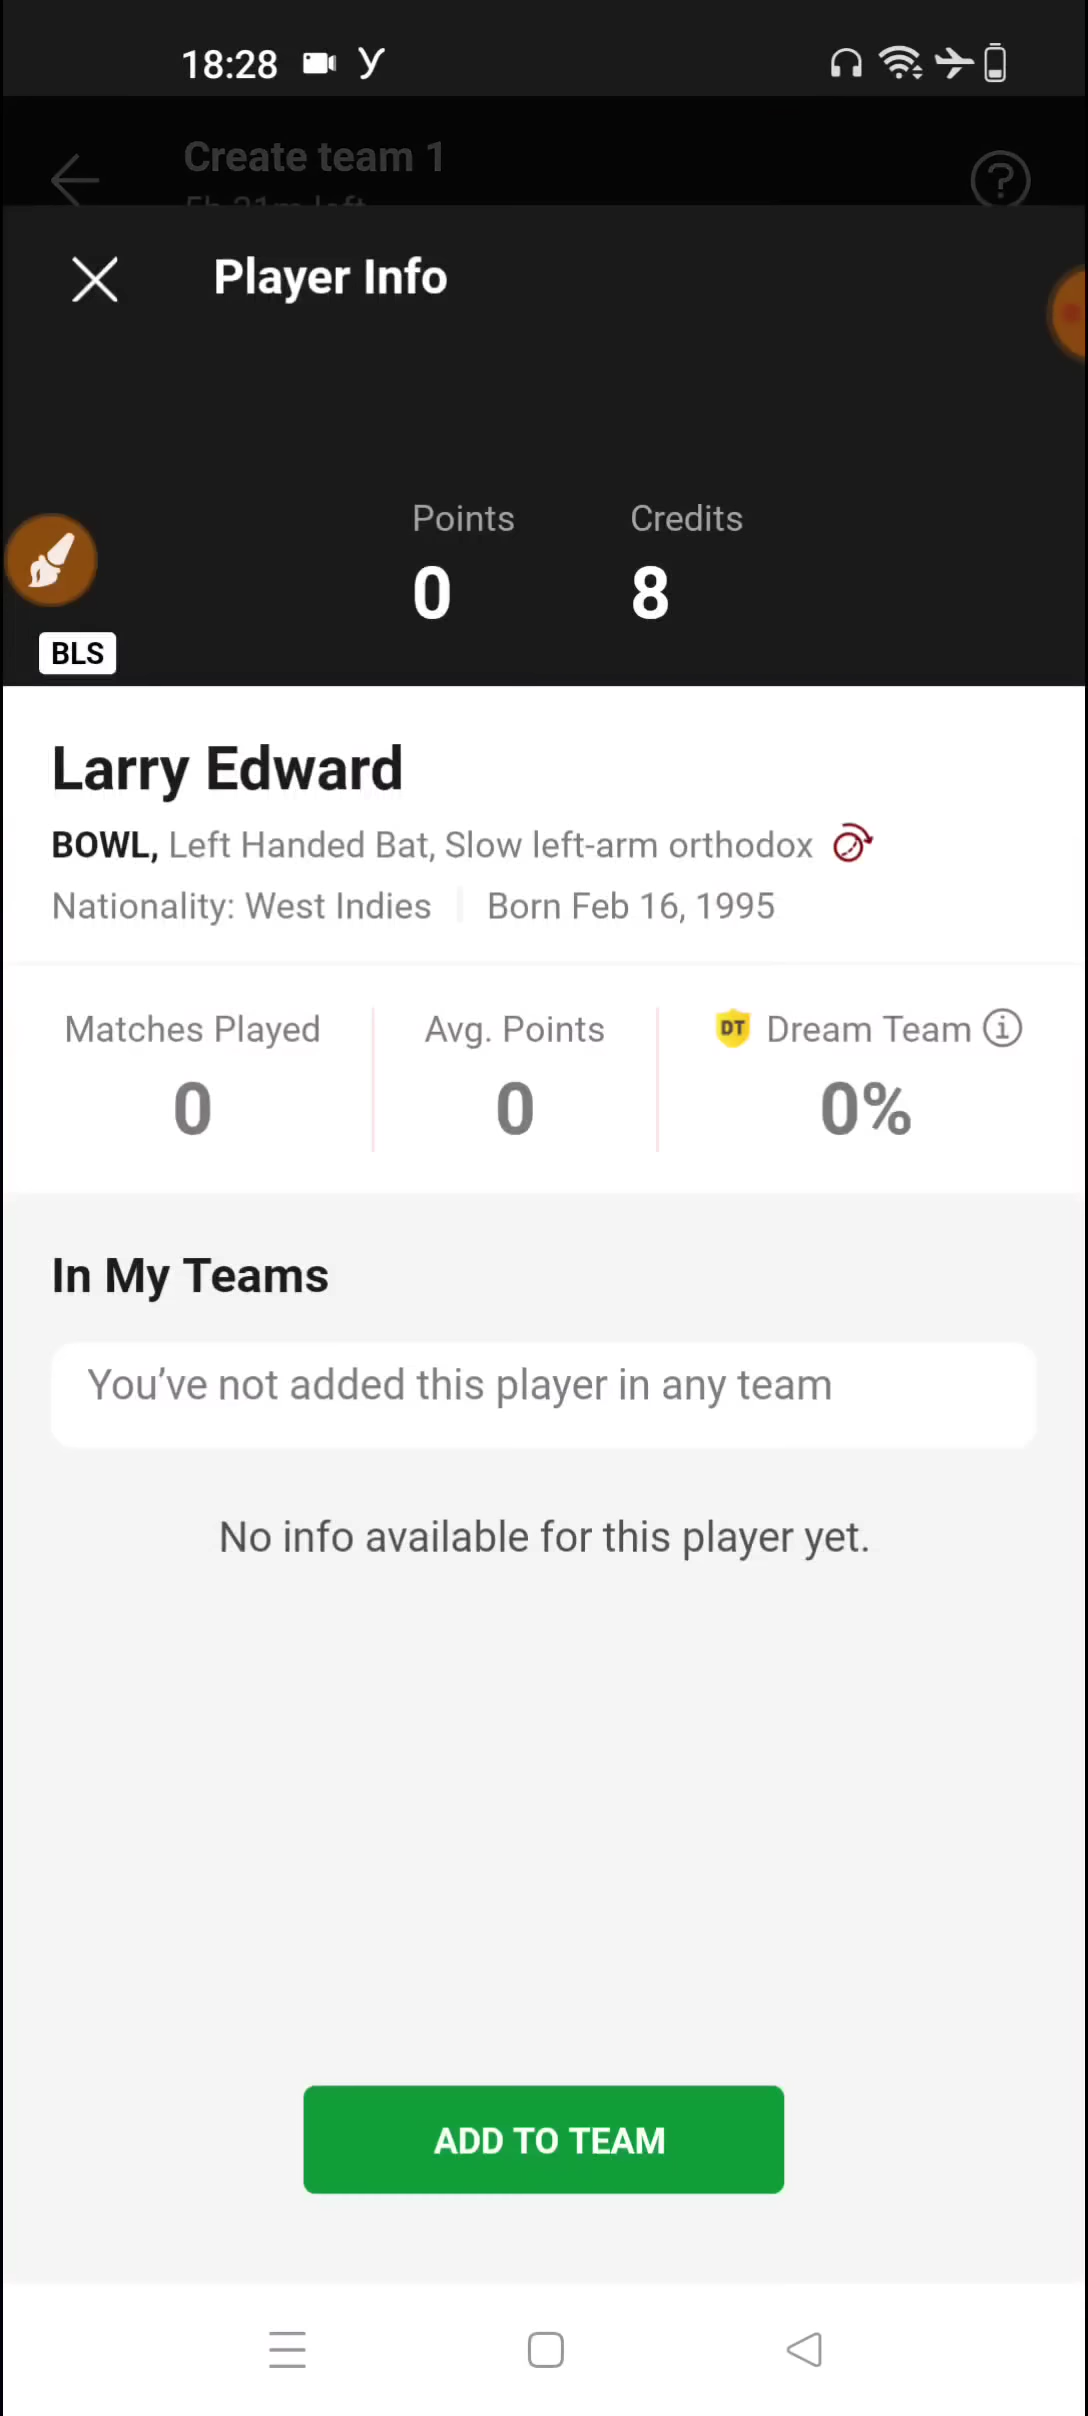 18:28 У
Create team 1
5h 31m left
Player Info
Points Credits
0 8
BLS
Larry Edward
BOWL, Left Handed Bat, Slow left-arm orthodox
Nationality: West Indies Born Feb 16, 1995
Matches Played Avg. Points DT Dream Team
0 0 0%
In My Teams
You've not added this player in any team
No info available for this player yet.
ADD TO TEAM